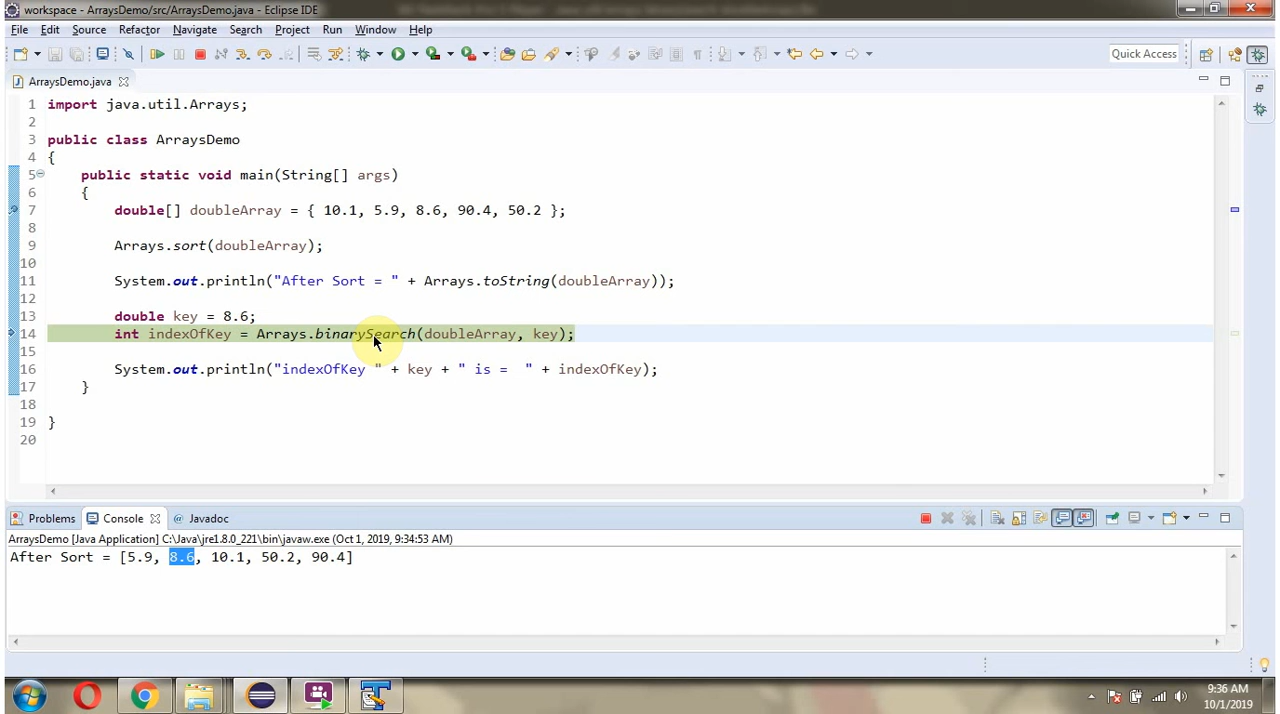 workspace - ArraysDemo/src/ArraysDemo.java - Eclipse IDE
File Edit Source Refactor Navigate Search Project Run Window Help
Quick Access
ArraysDemo.java
1 import java.util.Arrays;
2
3 public class ArraysDemo
4 {
5 public static void main(String[] args)
6 {
7 double[] doubleArray = { 10.1, 5.9, 8.6, 90.4, 50.2 };
8
9 Arrays.sort(doubleArray);
10
11 System.out.println("After Sort = " + Arrays.toString(doubleArray));
12
13 double key = 8.6;
14 int indexOfKey = Arrays.binarySearch(doubleArray, key);
15
16 System.out.println("indexOfKey " + key + " is =  " + indexOfKey);
17 }
18
19 }
20
Problems Console @ Javadoc
ArraysDemo [Java Application] C:\Java\jre1.8.0_221\bin\javaw.exe (Oct 1, 2019, 9:34:53 AM)
After Sort = [5.9, 8.6, 10.1, 50.2, 90.4]
9:36 AM
10/1/2019